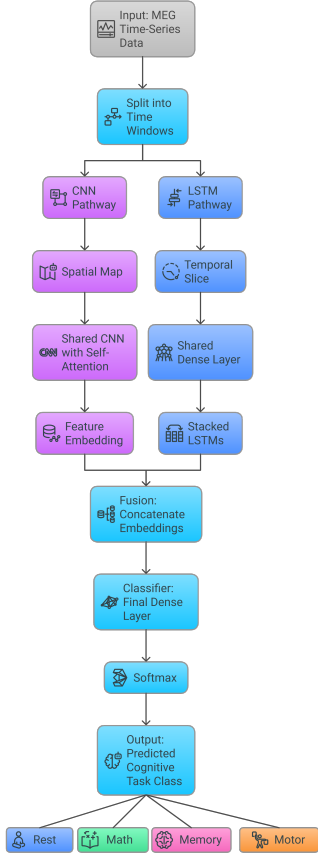 Input: MEG
Time-Series
Data
Split into
Time
Windows
CNN
Pathway
LSTM
Pathway
Spatial Map
Temporal
Slice
Shared CNN
with Self-
Attention
Shared
Dense Layer
Feature
Embedding
Stacked
LSTMs
Fusion:
Concatenate
Embeddings
Classifier:
Final Dense
Layer
Softmax
Output:
Predicted
Cognitive
Task Class
Rest
Math
Memory
Motor